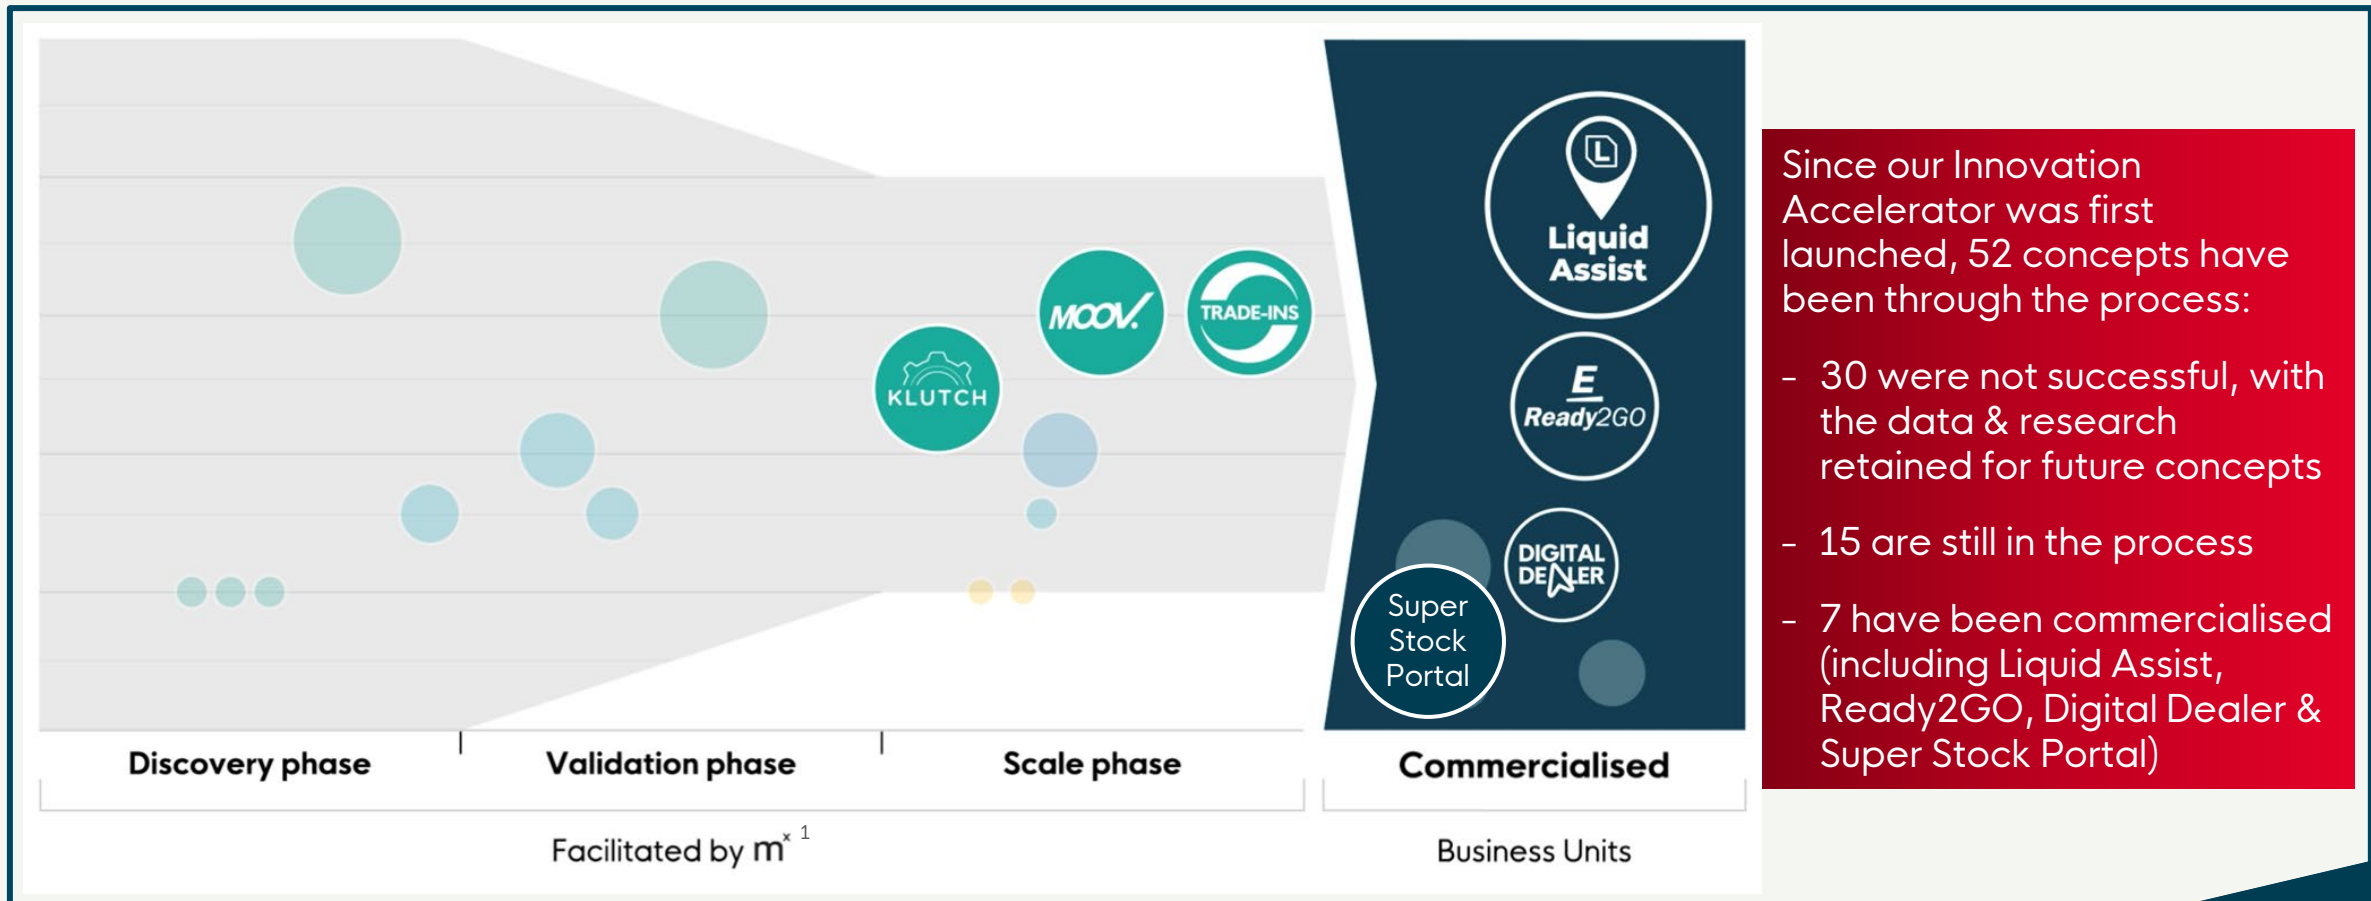 Liquid
Assist
MOOV.
TRADE-INS
KLUTCH
E
Ready2GO
DIGITAL
DEALER
Super
Stock
Portal
Discovery phase
Validation phase
Scale phase
Commercialised
Facilitated by mˣ ¹
Business Units
Since our Innovation
Accelerator was first
launched, 52 concepts have
been through the process:
- 30 were not successful, with
the data & research
retained for future concepts
- 15 are still in the process
- 7 have been commercialised
(including Liquid Assist,
Ready2GO, Digital Dealer &
Super Stock Portal)